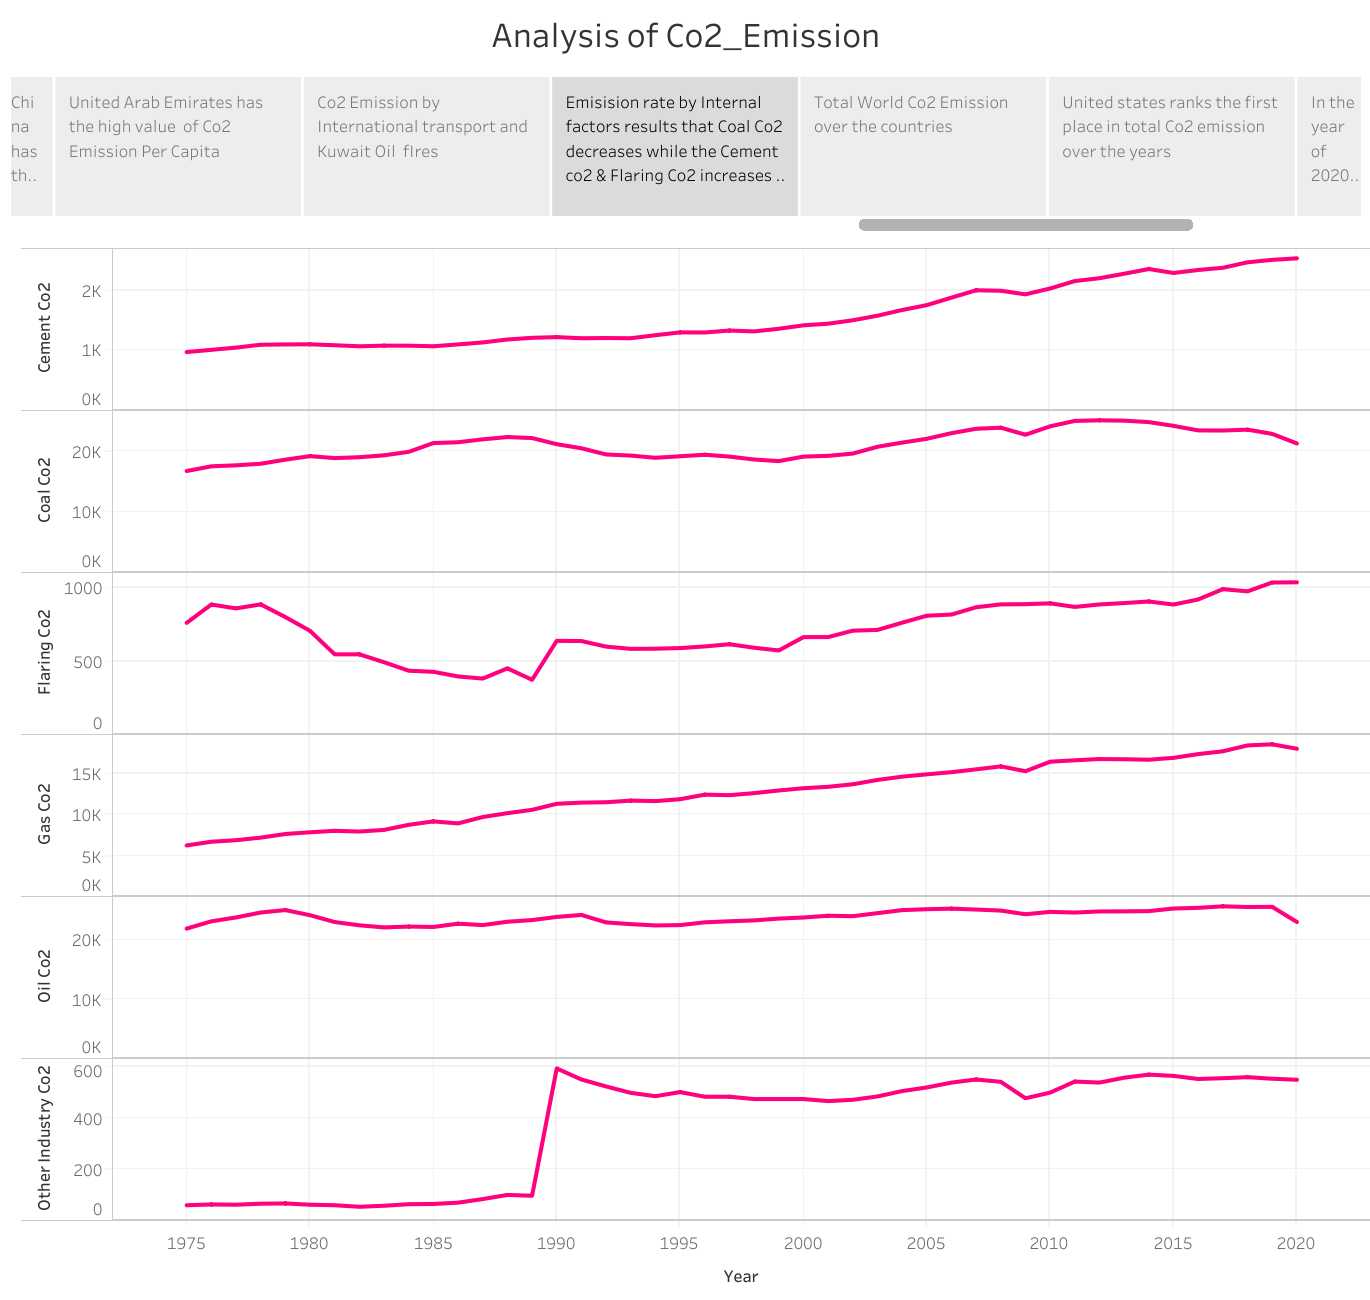 Analysis of Co2_Emission
Chi
na
has
th..
United Arab Emirates has
the high value  of Co2
Emission Per Capita
Co2 Emission by
International transport and
Kuwait Oil  fIres
Emisision rate by Internal
factors results that Coal Co2
decreases while the Cement
co2 & Flaring Co2 increases ..
Total World Co2 Emission
over the countries
United states ranks the first
place in total Co2 emission
over the years
In the
year
of
2020..
Cement Co2
2K
1K
0K
Coal Co2
20K
10K
0K
Flaring Co2
1000
500
0
Gas Co2
15K
10K
5K
0K
Oil Co2
20K
10K
0K
Other Industry Co2
600
400
200
0
1975 1980 1985 1990 1995 2000 2005 2010 2015 2020
Year